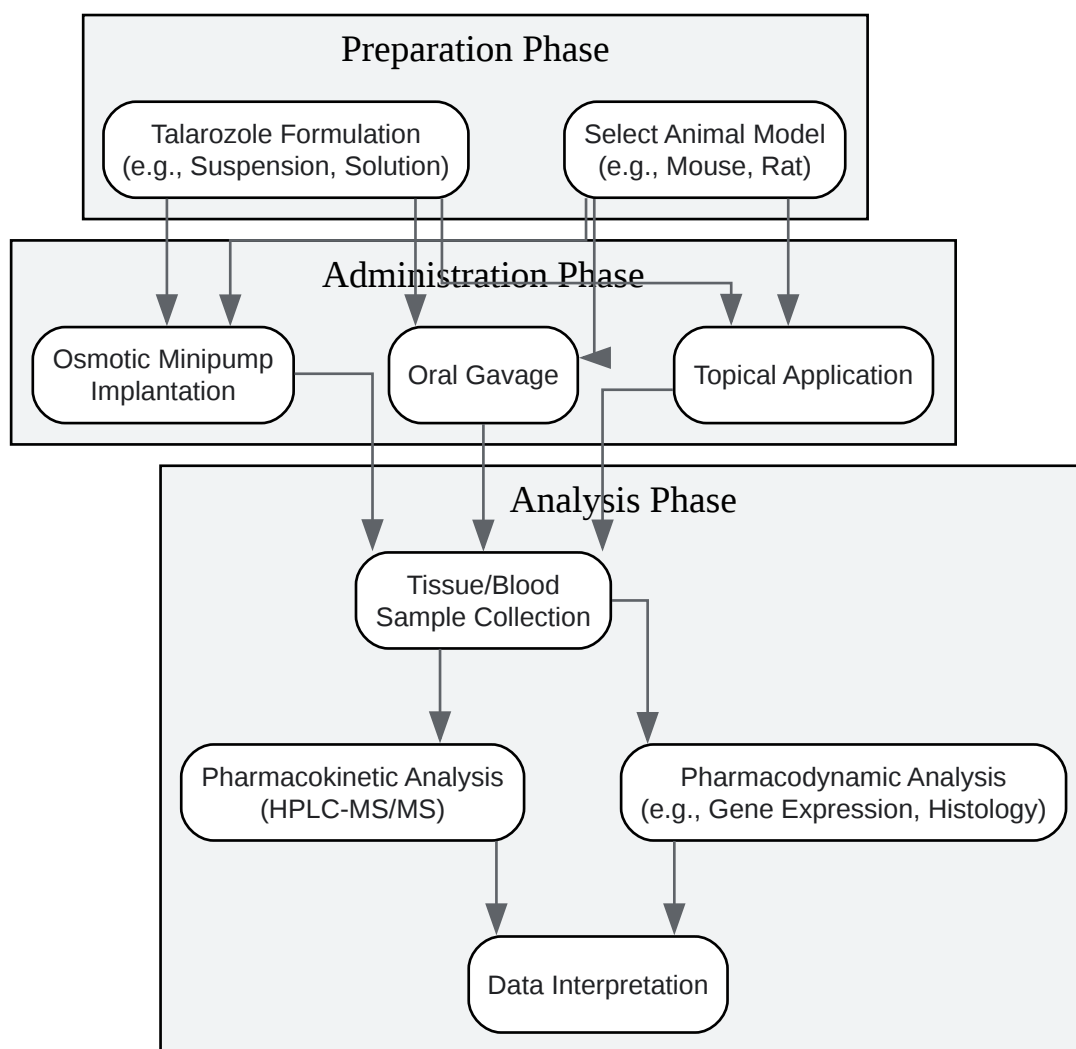 Preparation Phase
Talarozole Formulation
(e.g., Suspension, Solution)
Select Animal Model
(e.g., Mouse, Rat)
Administration Phase
Osmotic Minipump
Implantation
Oral Gavage
Topical Application
Analysis Phase
Tissue/Blood
Sample Collection
Pharmacokinetic Analysis
(HPLC-MS/MS)
Pharmacodynamic Analysis
(e.g., Gene Expression, Histology)
Data Interpretation